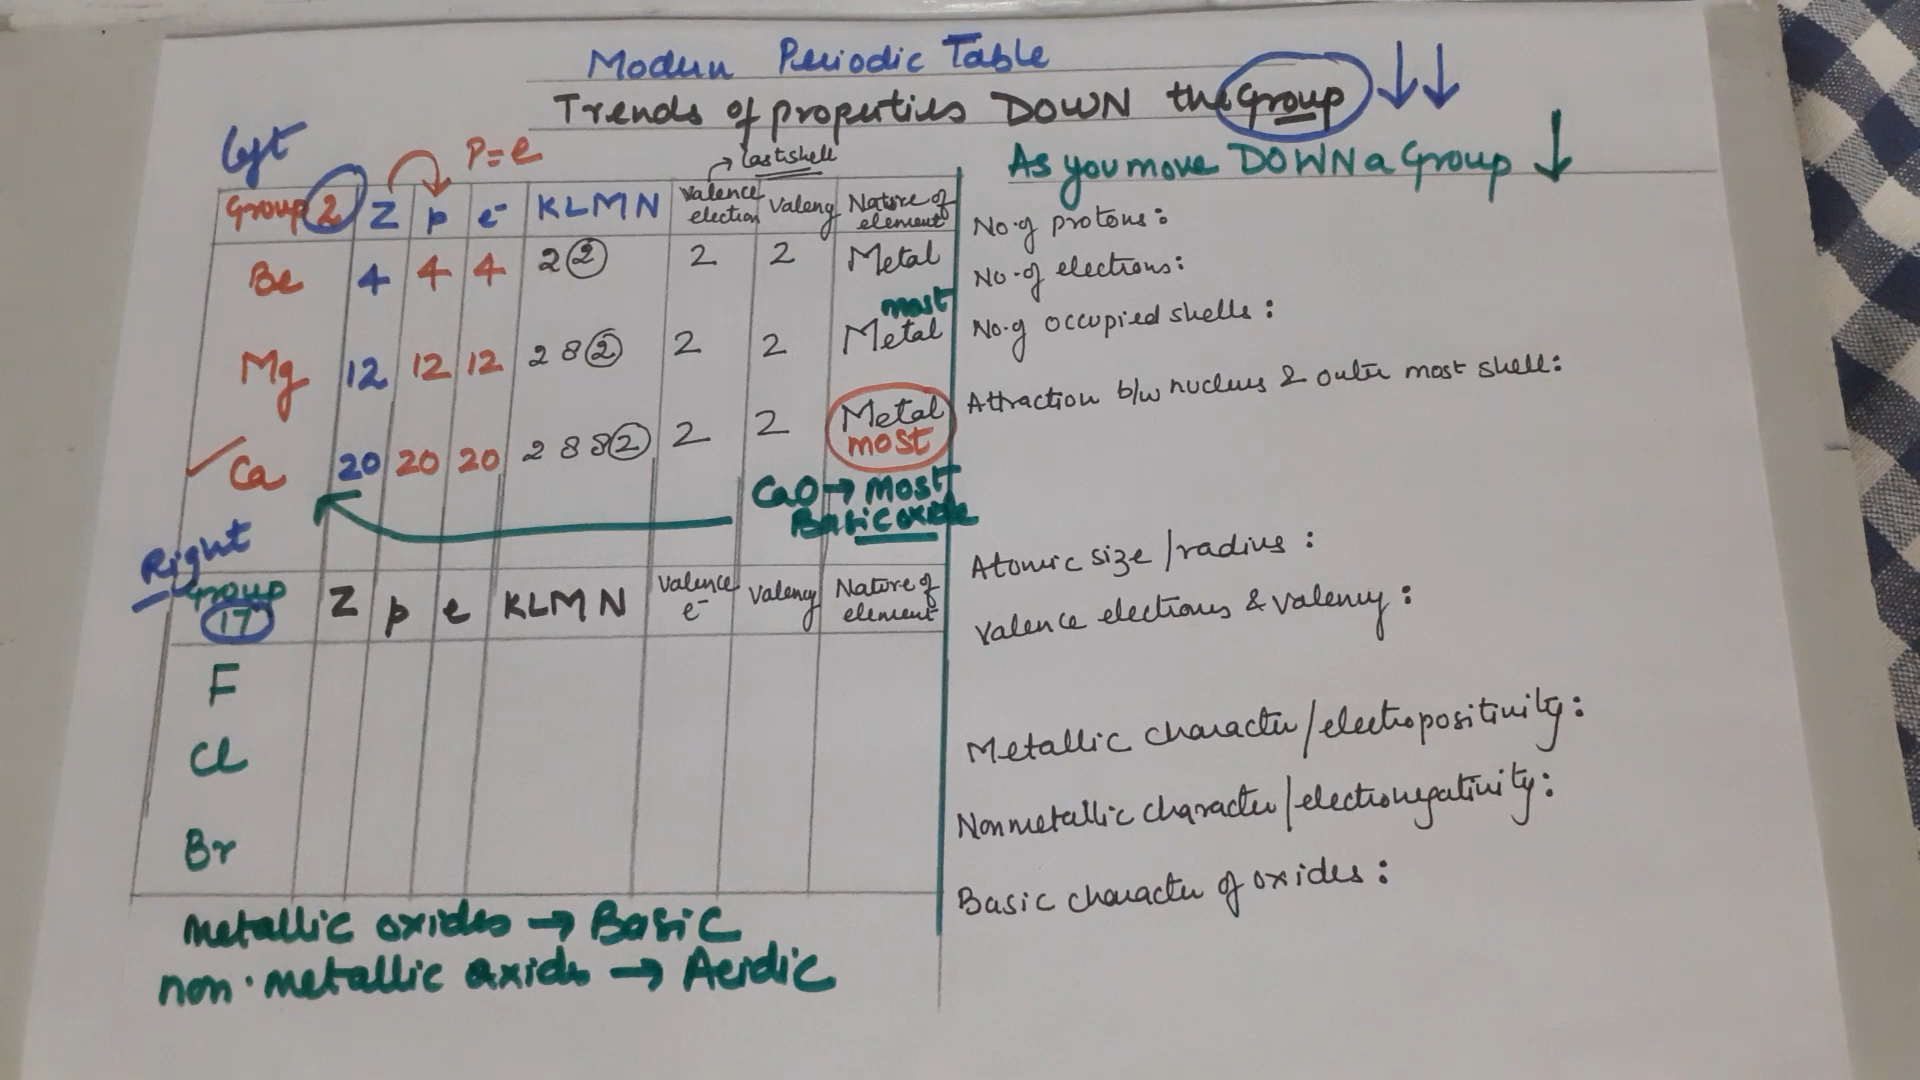 Modern Periodic Table
Trends of properties DOWN the Group
Left
P=e
last shell
As you move DOWN a Group
Group 2 Z p e- KLMN Valence election Valency Nature of element
Be 4 4 4 2 2 2 2 Metal
most
Mg 12 12 12 2 8 2 2 2 Metal
Ca 20 20 20 2 8 8 2 2 2 Metal
most
CaO → Most
Basic oxide
Right
Group 17 Z p e KLMN Valence e- Valency Nature of element
F
Cl
Br
metallic oxides → Basic
non-metallic oxides → Acidic
No. of protons:
No. of electrons:
No. of occupied shells:
Attraction b/w nucleus & outer most shell:
Atomic size/radius:
Valence electrons & valency:
Metallic character/electropositivity:
Nonmetallic character/electronegativity:
Basic character of oxides: